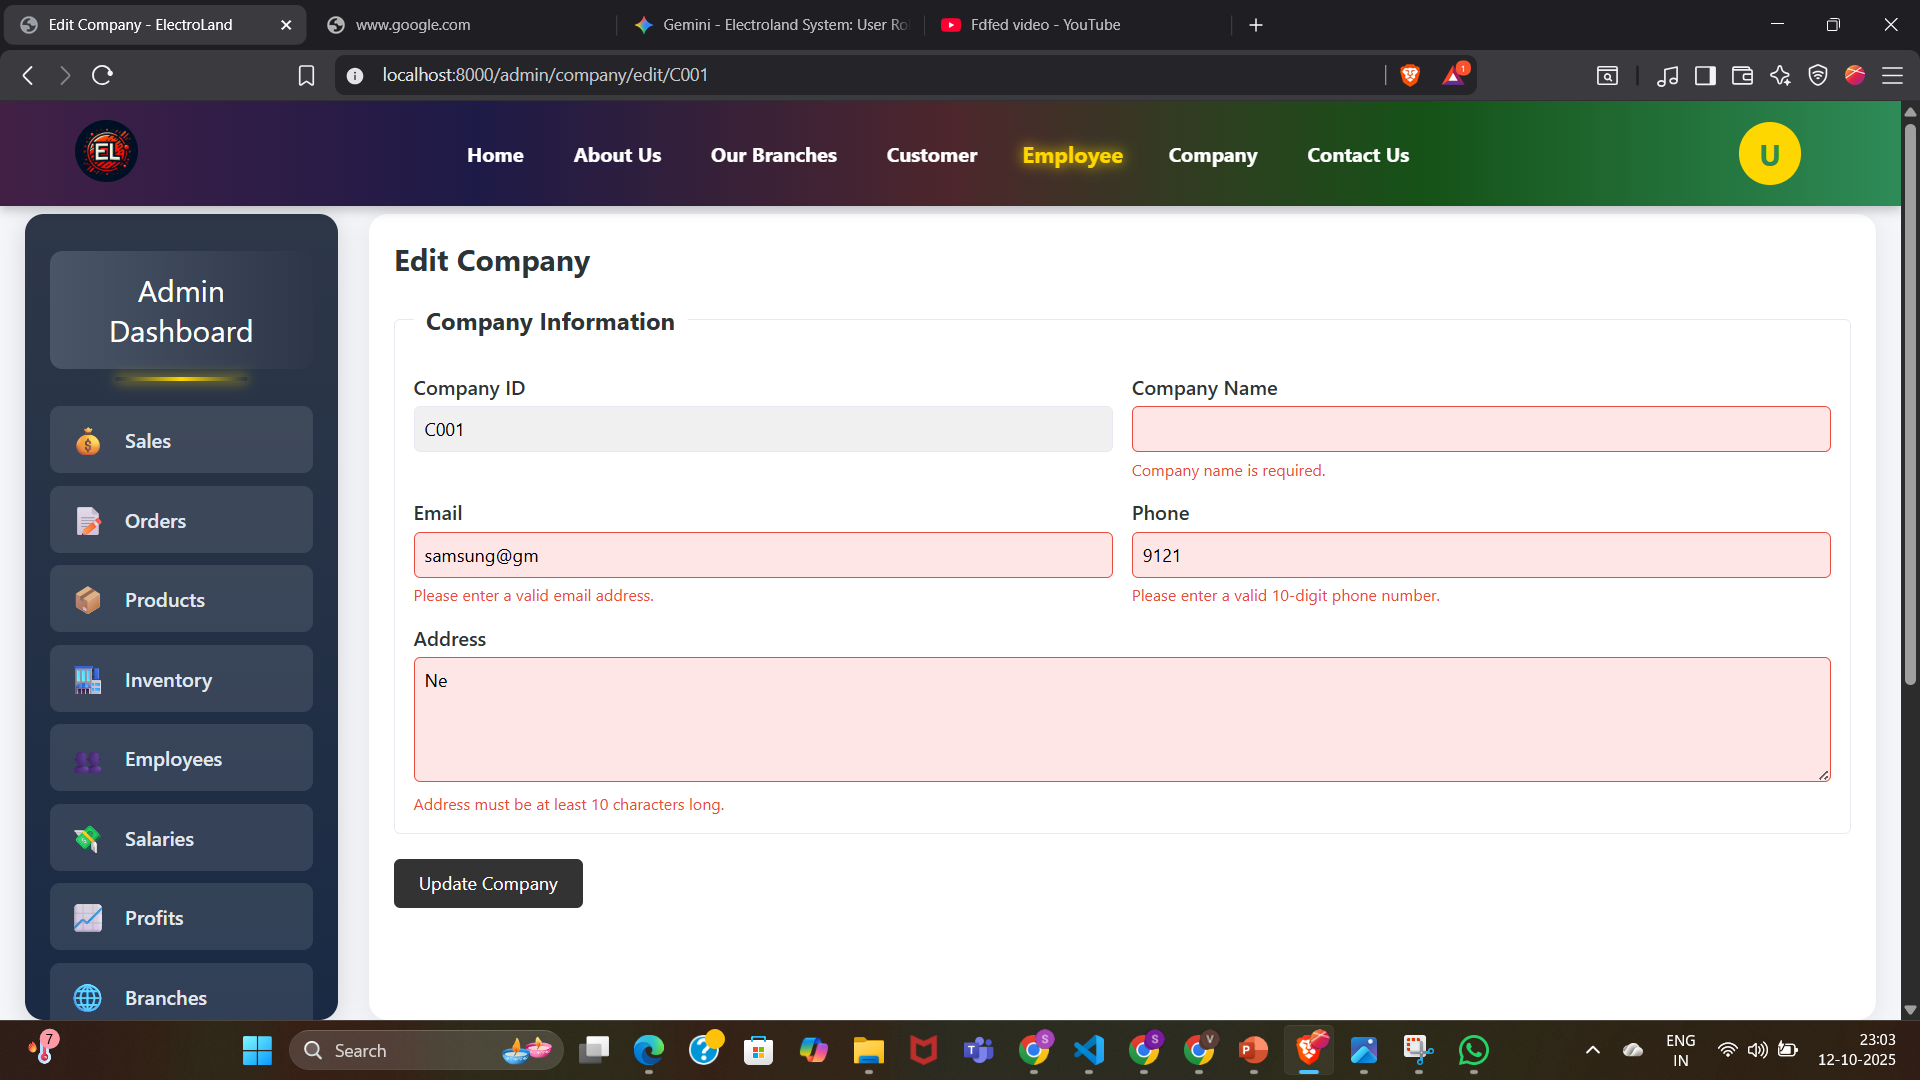 Edit Company - ElectroLand
www.google.com
Gemini - Electroland System: User Ro
Fdfed video - YouTube
localhost:8000/admin/company/edit/C001
1
EL
Home
About Us
Our Branches
Customer
Employee
Company
Contact Us
U
Admin
Dashboard
Sales
Orders
Products
Inventory
Employees
Salaries
Profits
Branches
Edit Company
Company Information
Company ID
C001
Company Name
Company name is required.
Email
samsung@gm
Please enter a valid email address.
Phone
9121
Please enter a valid 10-digit phone number.
Address
Ne
Address must be at least 10 characters long.
Update Company
7
Search
S
S
V
P
T
ENG
IN
23:03
12-10-2025